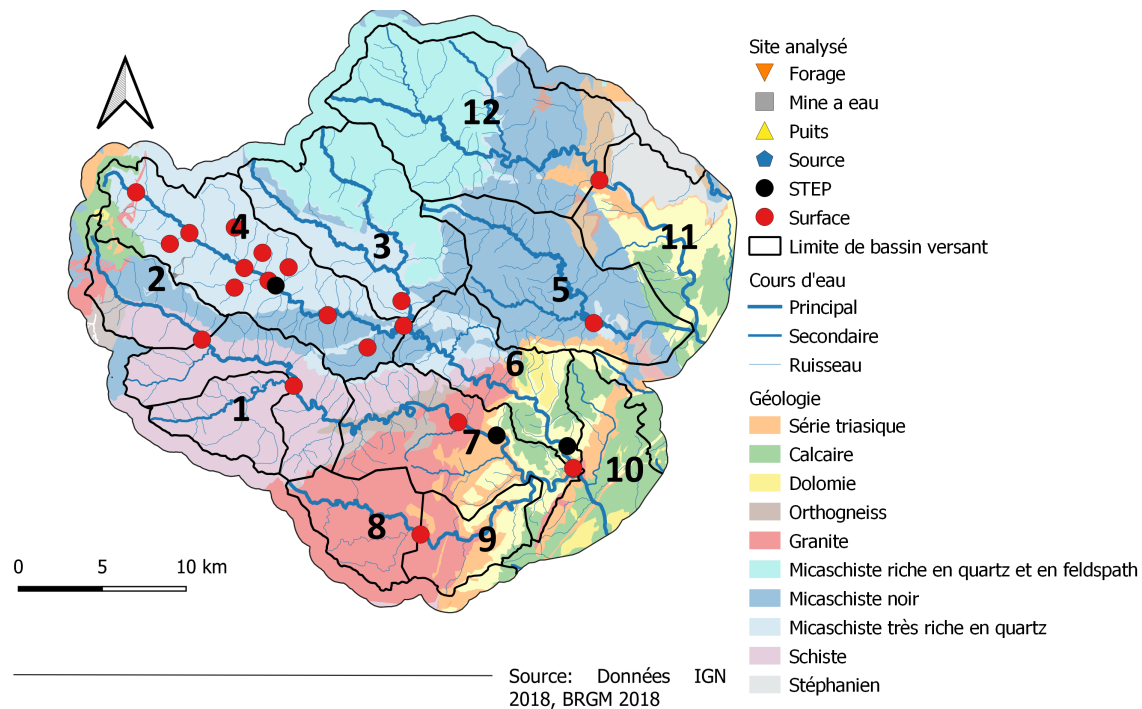 12
4
3
2
11
5
6
1
7
10
8
9
0 5 10 km
Source: Données IGN
2018, BRGM 2018
Site analysé
Forage
Mine a eau
Puits
Source
STEP
Surface
Limite de bassin versant
Cours d'eau
Principal
Secondaire
Ruisseau
Géologie
Série triasique
Calcaire
Dolomie
Orthogneiss
Granite
Micaschiste riche en quartz et en feldspath
Micaschiste noir
Micaschiste très riche en quartz
Schiste
Stéphanien